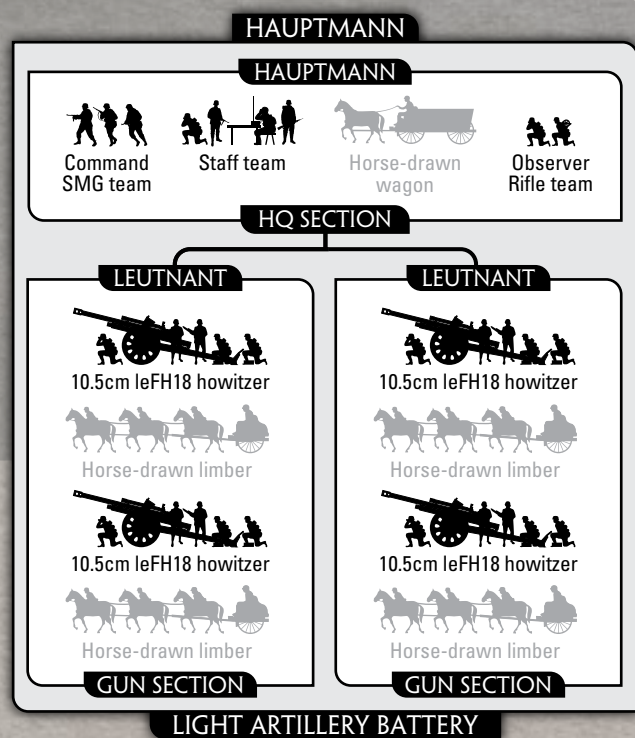 HAUPTMANN
HAUPTMANN
Command
SMG team
Staff team
Horse-drawn
wagon
Observer
Rifle team
HQ SECTION
LEUTNANT
10.5cm leFH18 howitzer
Horse-drawn limber
10.5cm leFH18 howitzer
Horse-drawn limber
GUN SECTION
LEUTNANT
10.5cm leFH18 howitzer
Horse-drawn limber
10.5cm leFH18 howitzer
Horse-drawn limber
GUN SECTION
LIGHT ARTILLERY BATTERY